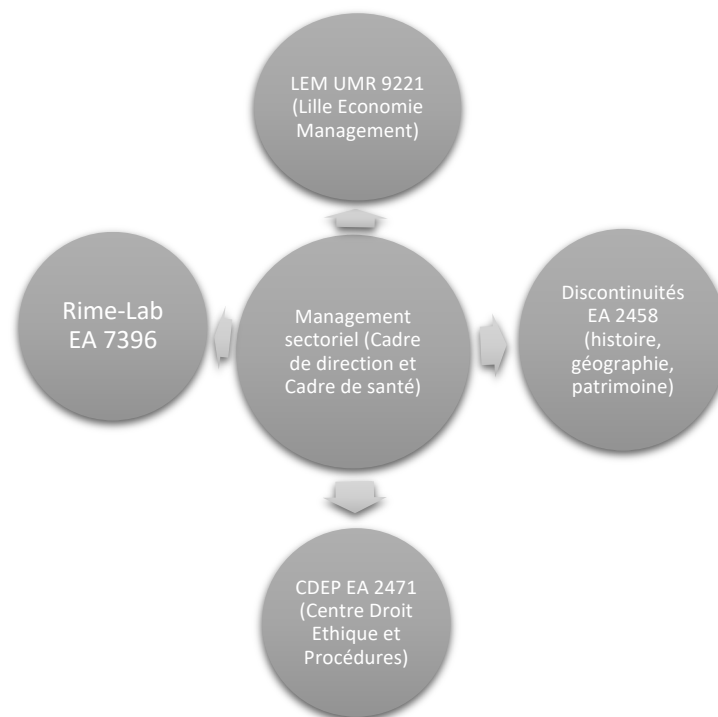 LEM UMR 9221
(Lille Economie
Management)
Rime-Lab
EA 7396
Management
sectoriel (Cadre
de direction et
Cadre de santé)
Discontinuités
EA 2458
(histoire,
géographie,
patrimoine)
CDEP EA 2471
(Centre Droit
Ethique et
Procédures)